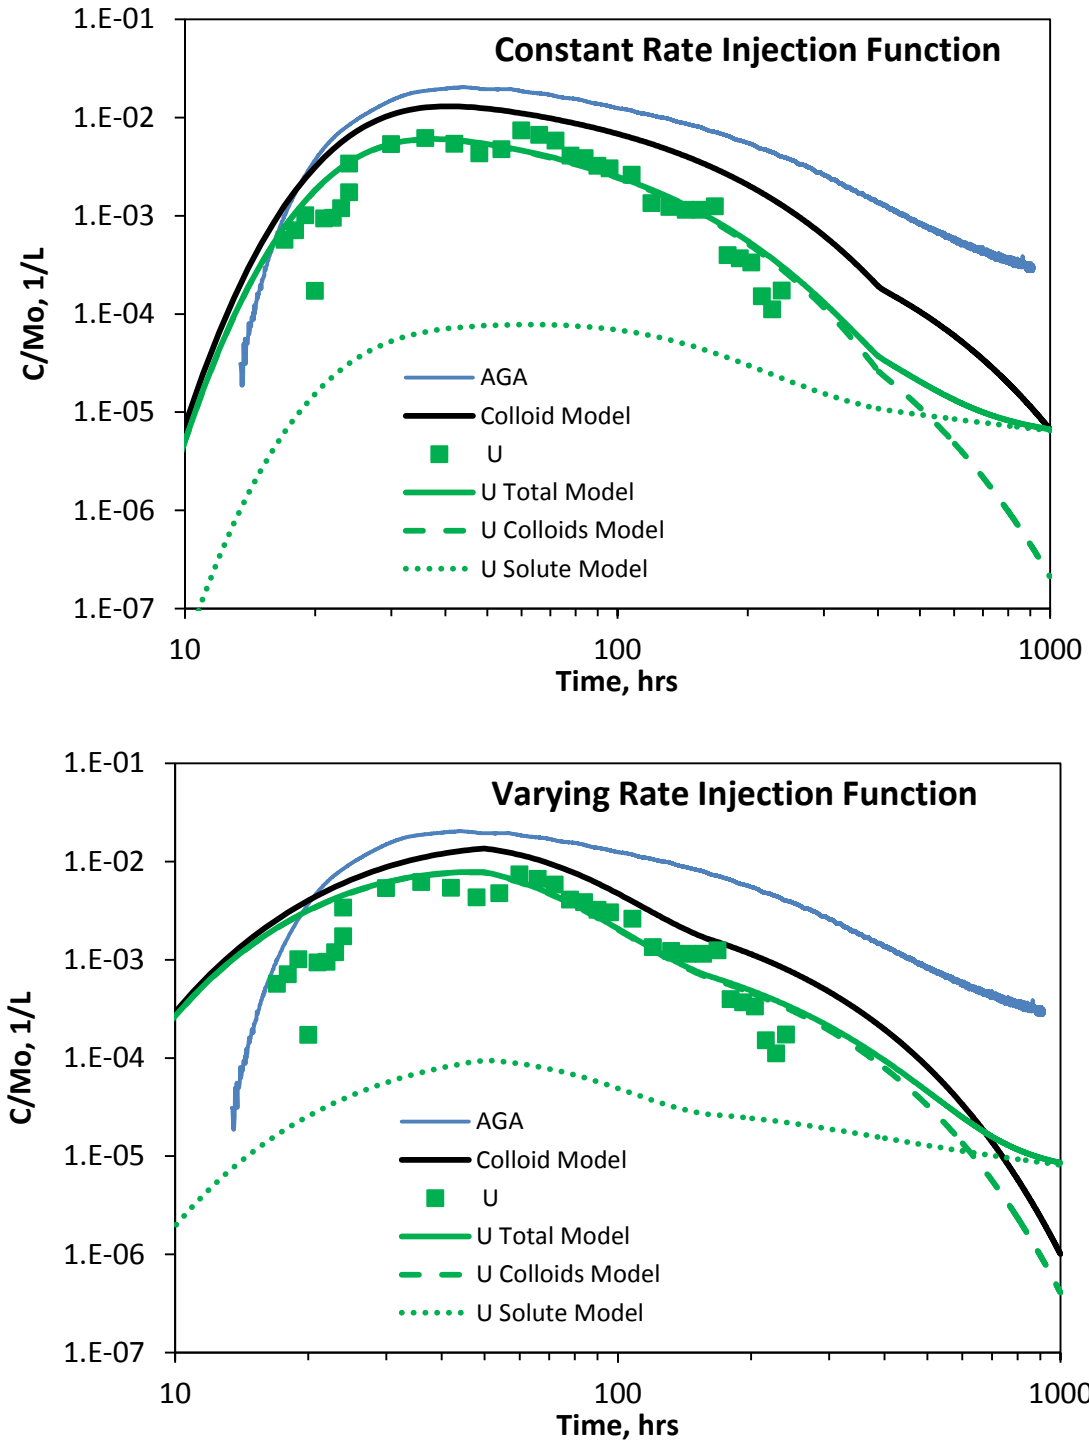 Constant Rate Injection Function
1.E-01
1.E-02
1.E-03
1.E-04
1.E-05
1.E-06
1.E-07
C/Mo, 1/L
AGA
Colloid Model
U
U Total Model
U Colloids Model
U Solute Model
10
100
1000
Time, hrs
Varying Rate Injection Function
1.E-01
1.E-02
1.E-03
1.E-04
1.E-05
1.E-06
1.E-07
C/Mo, 1/L
AGA
Colloid Model
U
U Total Model
U Colloids Model
U Solute Model
10
100
1000
Time, hrs